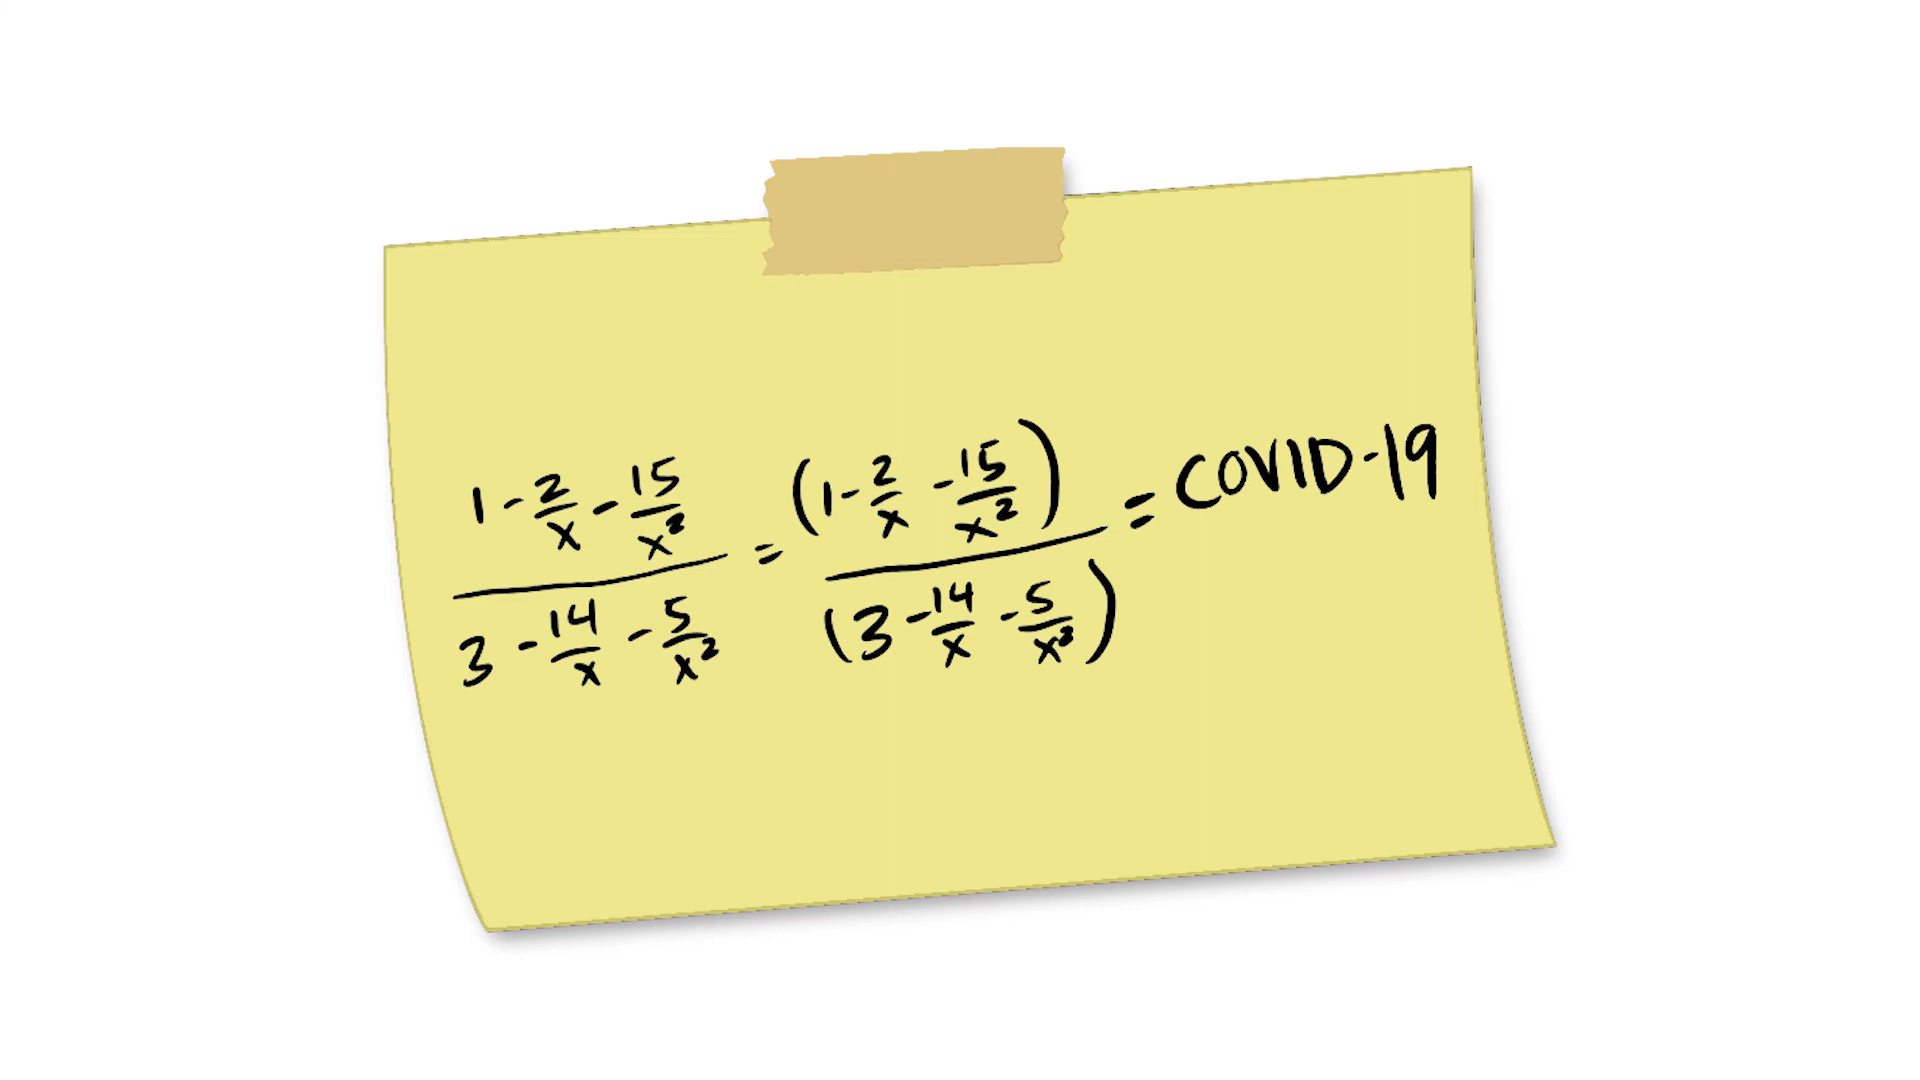 (1 - 2/x - 15/x²) / (3 - 14/x - 5/x²) = (1 - 2/x - 15/x²) / (3 - 14/x - 5/x²) = COVID-19